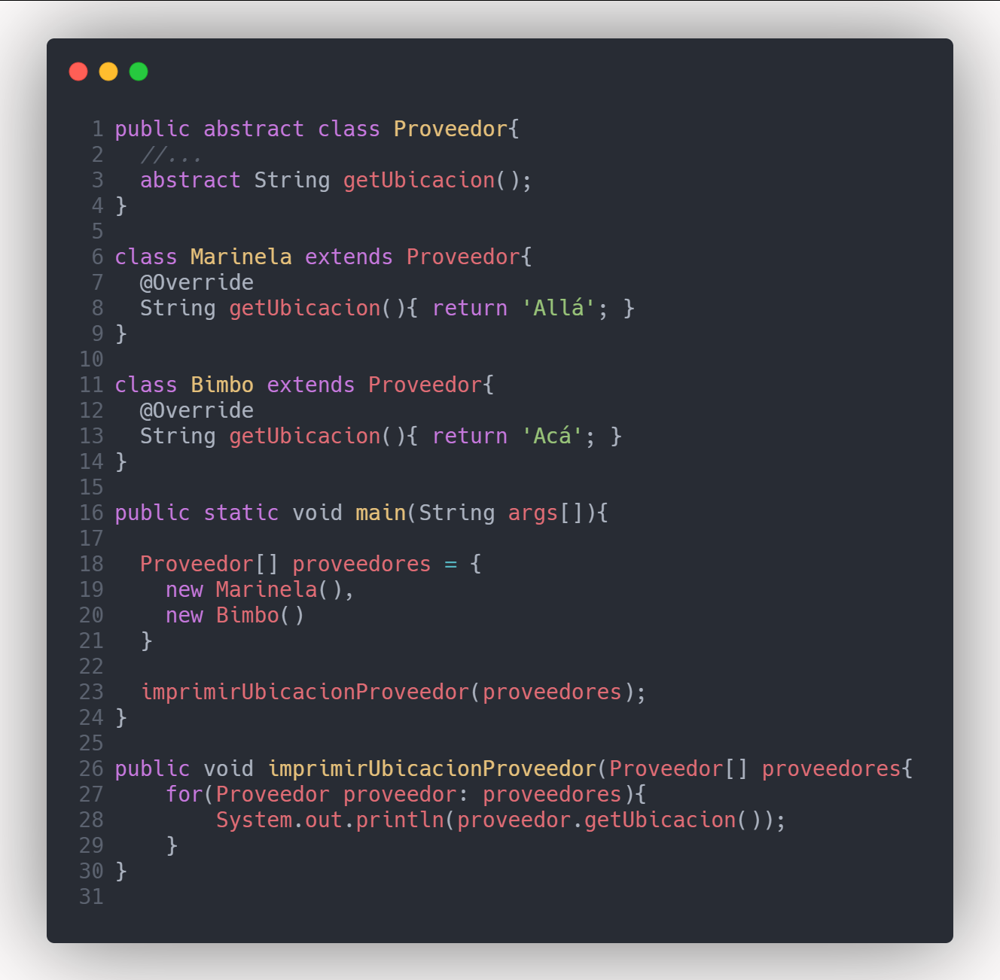 1 public abstract class Proveedor{
2   //...
3   abstract String getUbicacion();
4 }
5
6 class Marinela extends Proveedor{
7   @Override
8   String getUbicacion(){ return 'Allá'; }
9 }
10
11 class Bimbo extends Proveedor{
12   @Override
13   String getUbicacion(){ return 'Acá'; }
14 }
15
16 public static void main(String args[]){
17
18   Proveedor[] proveedores = {
19     new Marinela(),
20     new Bimbo()
21   }
22
23   imprimirUbicacionProveedor(proveedores);
24 }
25
26 public void imprimirUbicacionProveedor(Proveedor[] proveedores{
27     for(Proveedor proveedor: proveedores){
28         System.out.println(proveedor.getUbicacion());
29     }
30 }
31